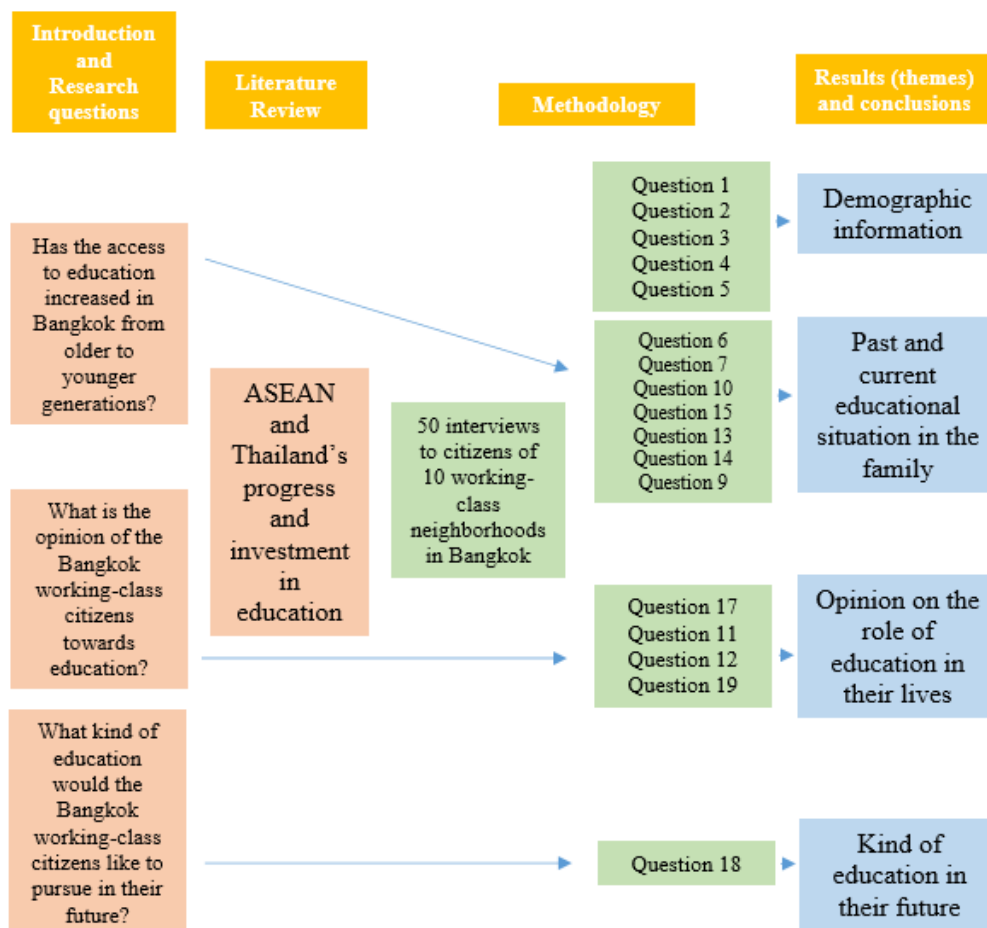 Introduction
and
Research
questions
Literature
Review
Methodology
Results (themes)
and conclusions
Has the access
to education
increased in
Bangkok from
older to
younger
generations?
What is the
opinion of the
Bangkok
working-class
citizens
towards
education?
What kind of
education
would the
Bangkok
working-class
citizens like to
pursue in their
future?
ASEAN
and
Thailand’s
progress
and
investment
in
education
50 interviews to
citizens of
10 working-
class
neighborhoods
in Bangkok
Question 1
Question 2
Question 3
Question 4
Question 5
Question 6
Question 7
Question 10
Question 15
Question 13
Question 14
Question 9
Question 17
Question 11
Question 12
Question 19
Question 18
Demographic
information
Past and
current
educational
situation in the
family
Opinion on the
role of
education in
their lives
Kind of
education in
their future